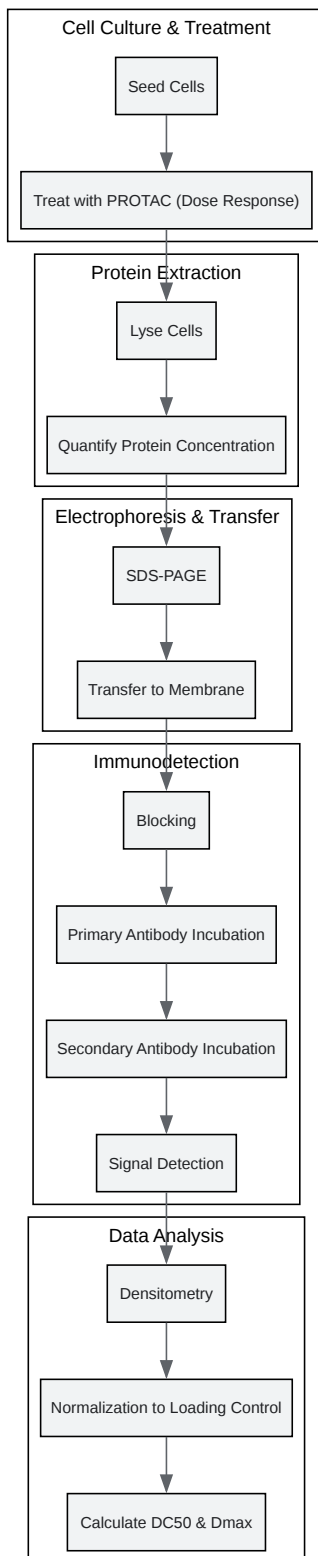 Cell Culture & Treatment
Seed Cells
Treat with PROTAC (Dose Response)
Protein Extraction
Lyse Cells
Quantify Protein Concentration
Electrophoresis & Transfer
SDS-PAGE
Transfer to Membrane
Immunodetection
Blocking
Primary Antibody Incubation
Secondary Antibody Incubation
Signal Detection
Data Analysis
Densitometry
Normalization to Loading Control
Calculate DC50 & Dmax